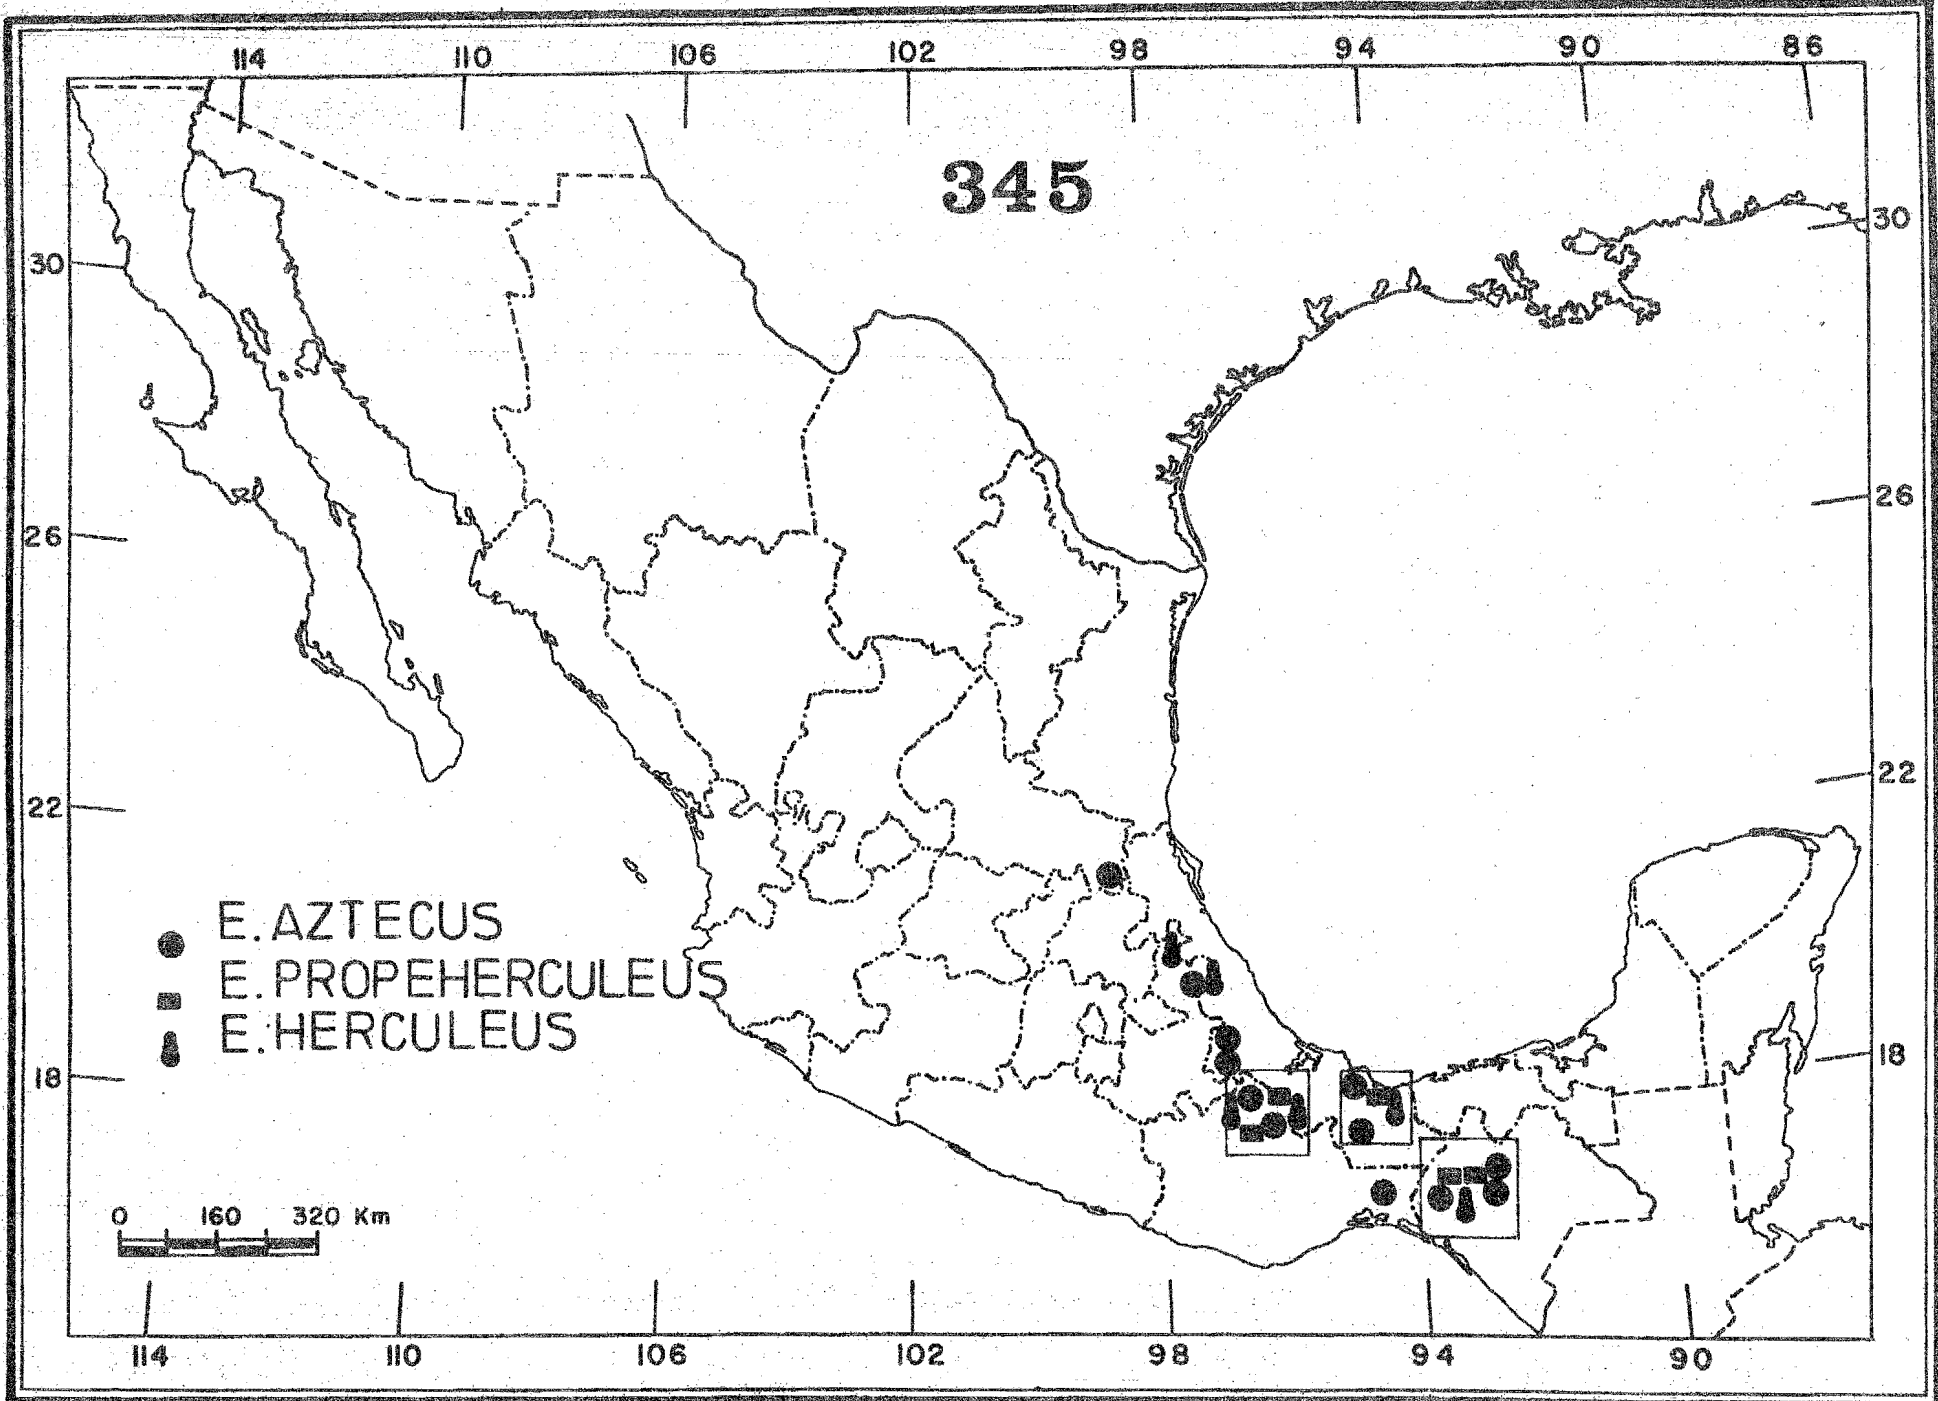 114 110 106 102 98 94 90 86
345
30 30
26 26
22 22
E. AZTECUS
E. PROPEHERCULEUS
E. HERCULEUS
18 18
0 160 320 Km
114 110 106 102 98 94 90